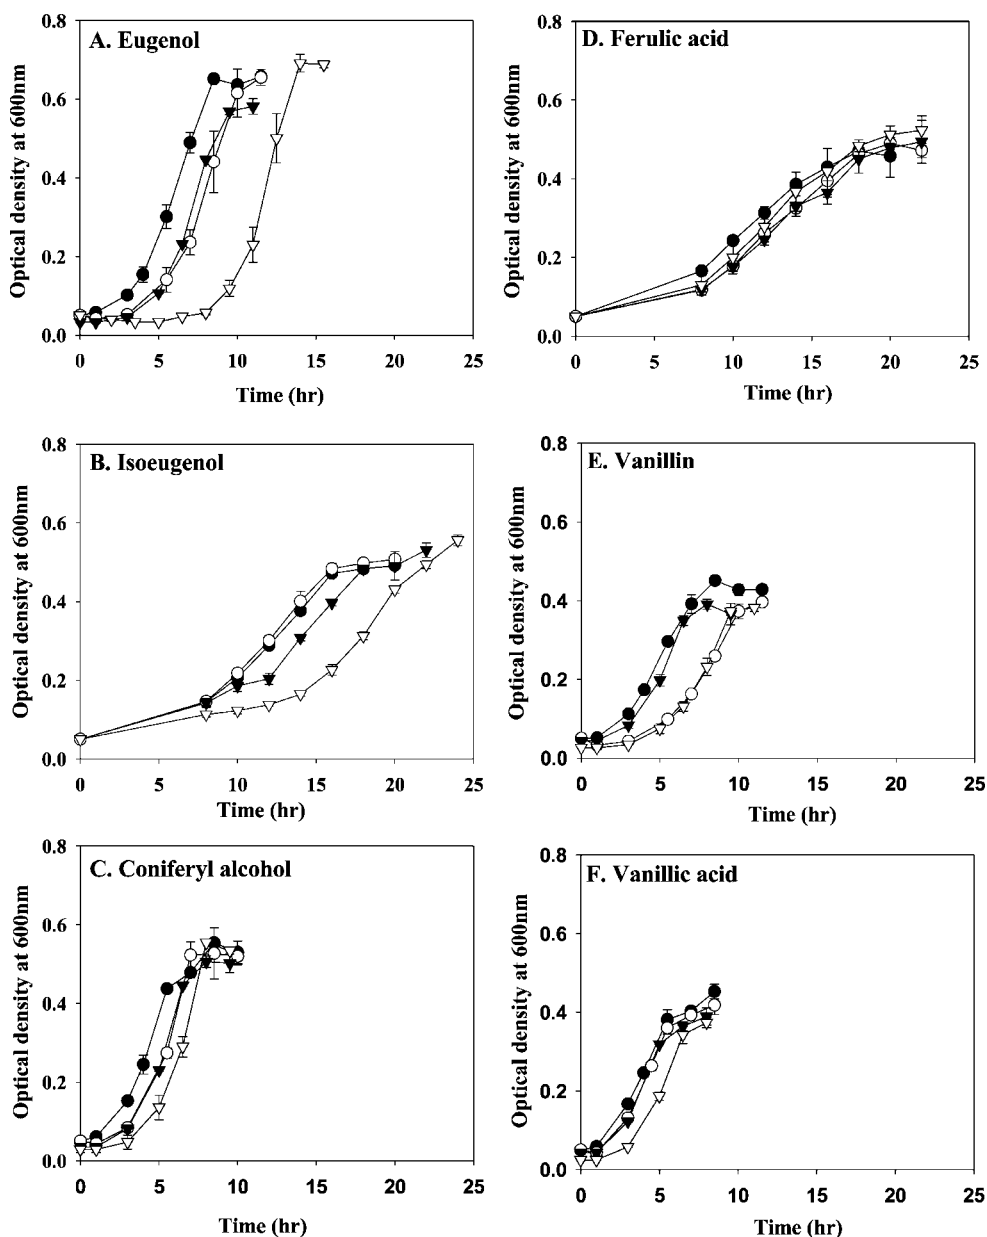 A. Eugenol
Optical density at 600nm
0.8
0.6
0.4
0.2
0.0
0 5 10 15 20 25
Time (hr)
D. Ferulic acid
Optical density at 600nm
0.8
0.6
0.4
0.2
0.0
0 5 10 15 20 25
Time (hr)
B. Isoeugenol
Optical density at 600nm
0.8
0.6
0.4
0.2
0.0
0 5 10 15 20 25
Time (hr)
E. Vanillin
Optical density at 600nm
0.8
0.6
0.4
0.2
0.0
0 5 10 15 20 25
Time (hr)
C. Coniferyl alcohol
Optical density at 600nm
0.8
0.6
0.4
0.2
0.0
0 5 10 15 20 25
Time (hr)
F. Vanillic acid
Optical density at 600nm
0.8
0.6
0.4
0.2
0.0
0 5 10 15 20 25
Time (hr)